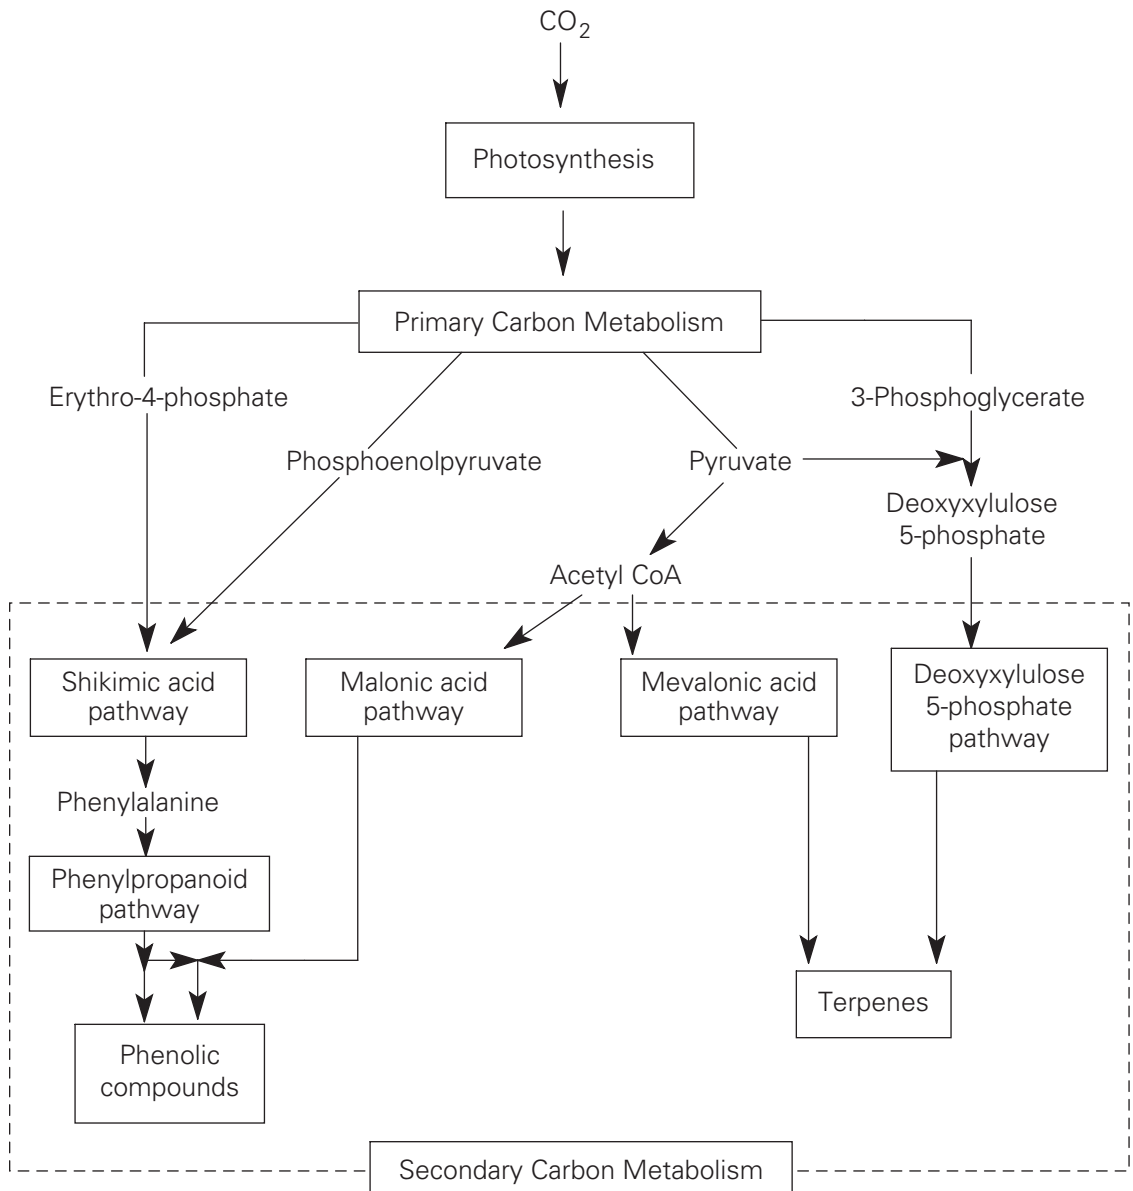 CO2
Photosynthesis
Primary Carbon Metabolism
Erythro-4-phosphate
3-Phosphoglycerate
Phosphoenolpyruvate
Pyruvate
Deoxyxylulose
5-phosphate
Acetyl CoA
Shikimic acid
pathway
Malonic acid
pathway
Mevalonic acid
pathway
Deoxyxylulose
5-phosphate
pathway
Phenylalanine
Phenylpropanoid
pathway
Terpenes
Phenolic
compounds
Secondary Carbon Metabolism